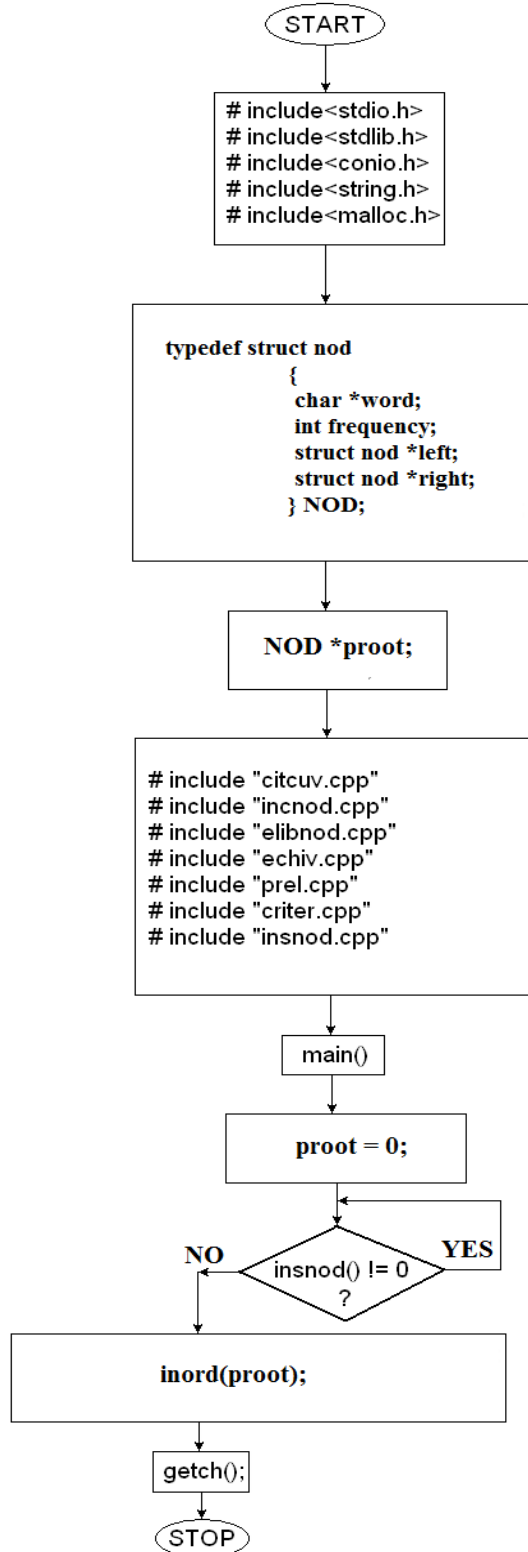 START
# include<stdio.h>
# include<stdlib.h>
# include<conio.h>
# include<string.h>
# include<malloc.h>
typedef struct nod
{
char *word;
int frequency;
struct nod *left;
struct nod *right;
} NOD;
NOD *proot;
# include "citcuv.cpp"
# include "incnod.cpp"
# include "elibnod.cpp"
# include "echiv.cpp"
# include "prel.cpp"
# include "criter.cpp"
# include "insnod.cpp"
main()
proot = 0;
NO
YES
insnod() != 0
?
inord(proot);
getch();
STOP